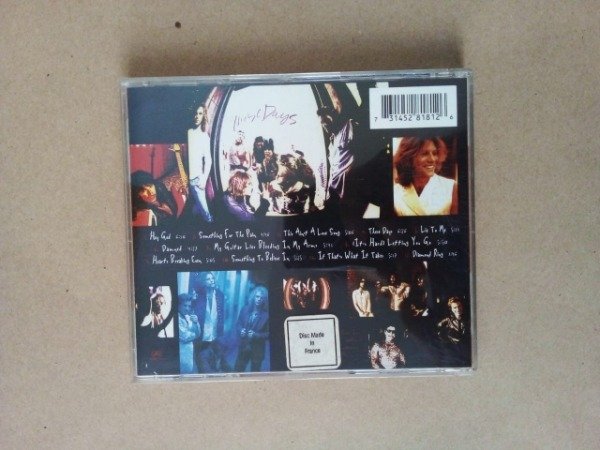 These Days
7 31452 81812 6
Hey God Something For The Pain This Ain't A Love Song These Days Lie To Me
Damned My Guitar Lies Bleeding In My Arms (It's Hard) Letting You Go
Hearts Breaking Even Something To Believe In If That's What It Takes Diamond Ring
Disc Made
in
France